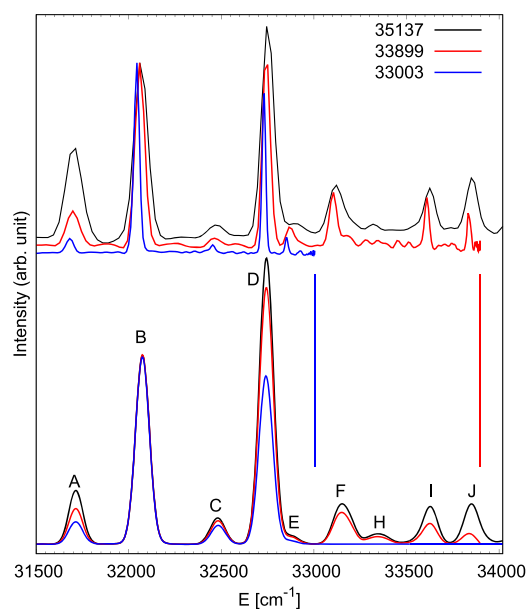 35137
33899
33003
Intensity (arb. unit)
D
B
A
C
E
F
H
I
J
31500 32000 32500 33000 33500 34000
E [cm⁻¹]